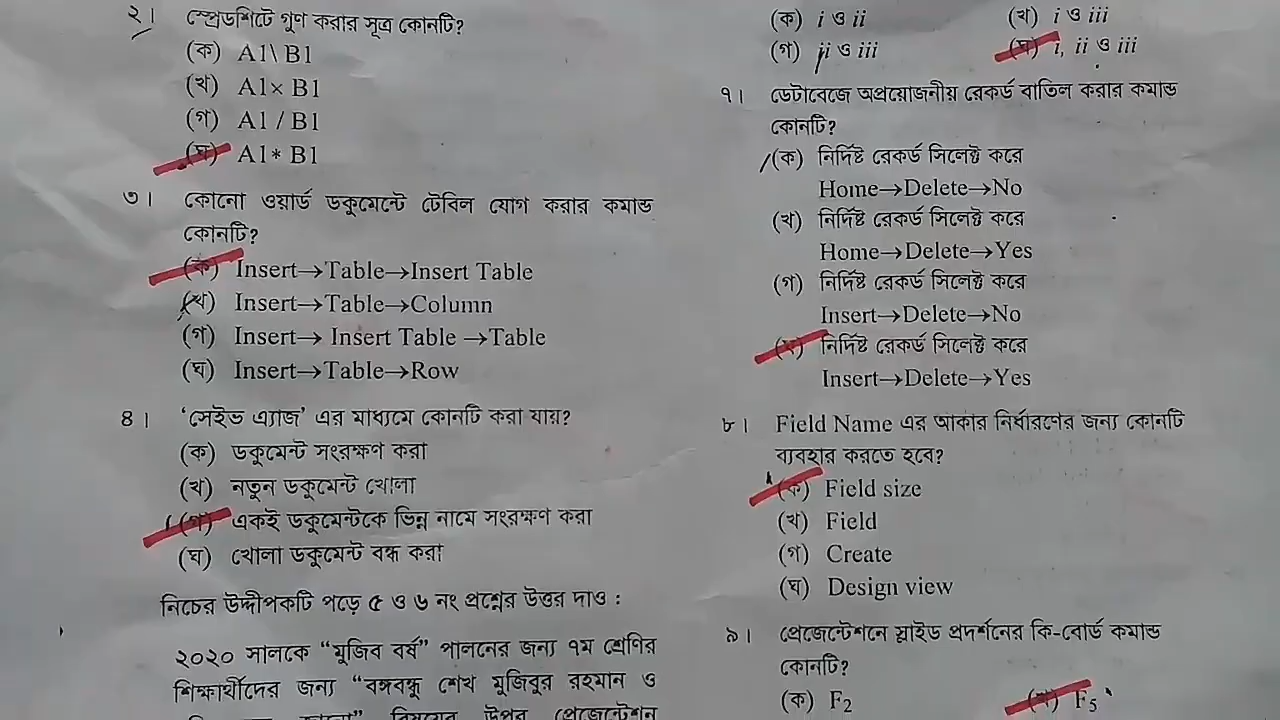 ২। স্প্রেডশিটে গুণ করার সূত্র কোনটি?
(ক) A1\ B1
(খ) A1× B1
(গ) A1 / B1
(ঘ) A1* B1
৩। কোনো ওয়ার্ড ডকুমেন্টে টেবিল যোগ করার কমান্ড
কোনটি?
(ক) Insert→Table→Insert Table
(খ) Insert→Table→Column
(গ) Insert→ Insert Table →Table
(ঘ) Insert→Table→Row
৪। ‘সেইভ এ্যাজ’ এর মাধ্যমে কোনটি করা যায়?
(ক) ডকুমেন্ট সংরক্ষণ করা
(খ) নতুন ডকুমেন্ট খোলা
(গ) একই ডকুমেন্টকে ভিন্ন নামে সংরক্ষণ করা
(ঘ) খোলা ডকুমেন্ট বন্ধ করা
নিচের উদ্দীপকটি পড়ে ৫ ও ৬ নং প্রশ্নের উত্তর দাও :
২০২০ সালকে “মুজিব বর্ষ” পালনের জন্য ৭ম শ্রেণির
শিক্ষার্থীদের জন্য “বঙ্গবন্ধু শেখ মুজিবুর রহমান ও
বিষয়ের উপর প্রেজেন্টেশন
(ক) i ও ii (খ) i ও iii
(গ) ii ও iii (ঘ) i, ii ও iii
৭। ডেটাবেজে অপ্রয়োজনীয় রেকর্ড বাতিল করার কমান্ড
কোনটি?
(ক) নির্দিষ্ট রেকর্ড সিলেক্ট করে
Home→Delete→No
(খ) নির্দিষ্ট রেকর্ড সিলেক্ট করে
Home→Delete→Yes
(গ) নির্দিষ্ট রেকর্ড সিলেক্ট করে
Insert→Delete→No
(ঘ) নির্দিষ্ট রেকর্ড সিলেক্ট করে
Insert→Delete→Yes
৮। Field Name এর আকার নির্ধারণের জন্য কোনটি
ব্যবহার করতে হবে?
(ক) Field size
(খ) Field
(গ) Create
(ঘ) Design view
৯। প্রেজেন্টেশনে স্লাইড প্রদর্শনের কি-বোর্ড কমান্ড
কোনটি?
(ক) F2 (খ) F5